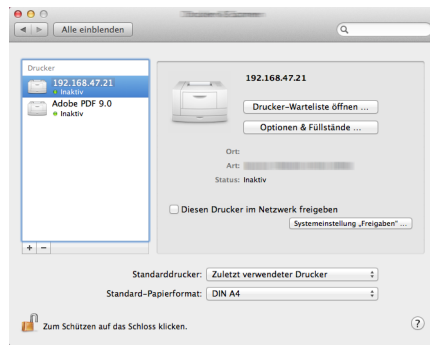 Alle einblenden
Drucker
192.168.47.21
Inaktiv
Adobe PDF 9.0
Inaktiv
192.168.47.21
Drucker-Warteliste öffnen ...
Optionen & Füllstände ...
Ort:
Art:
Status: Inaktiv
Diesen Drucker im Netzwerk freigeben
Systemeinstellung „Freigaben“ ...
+ −
Standarddrucker: Zuletzt verwendeter Drucker
Standard-Papierformat: DIN A4
Zum Schützen auf das Schloss klicken.
?